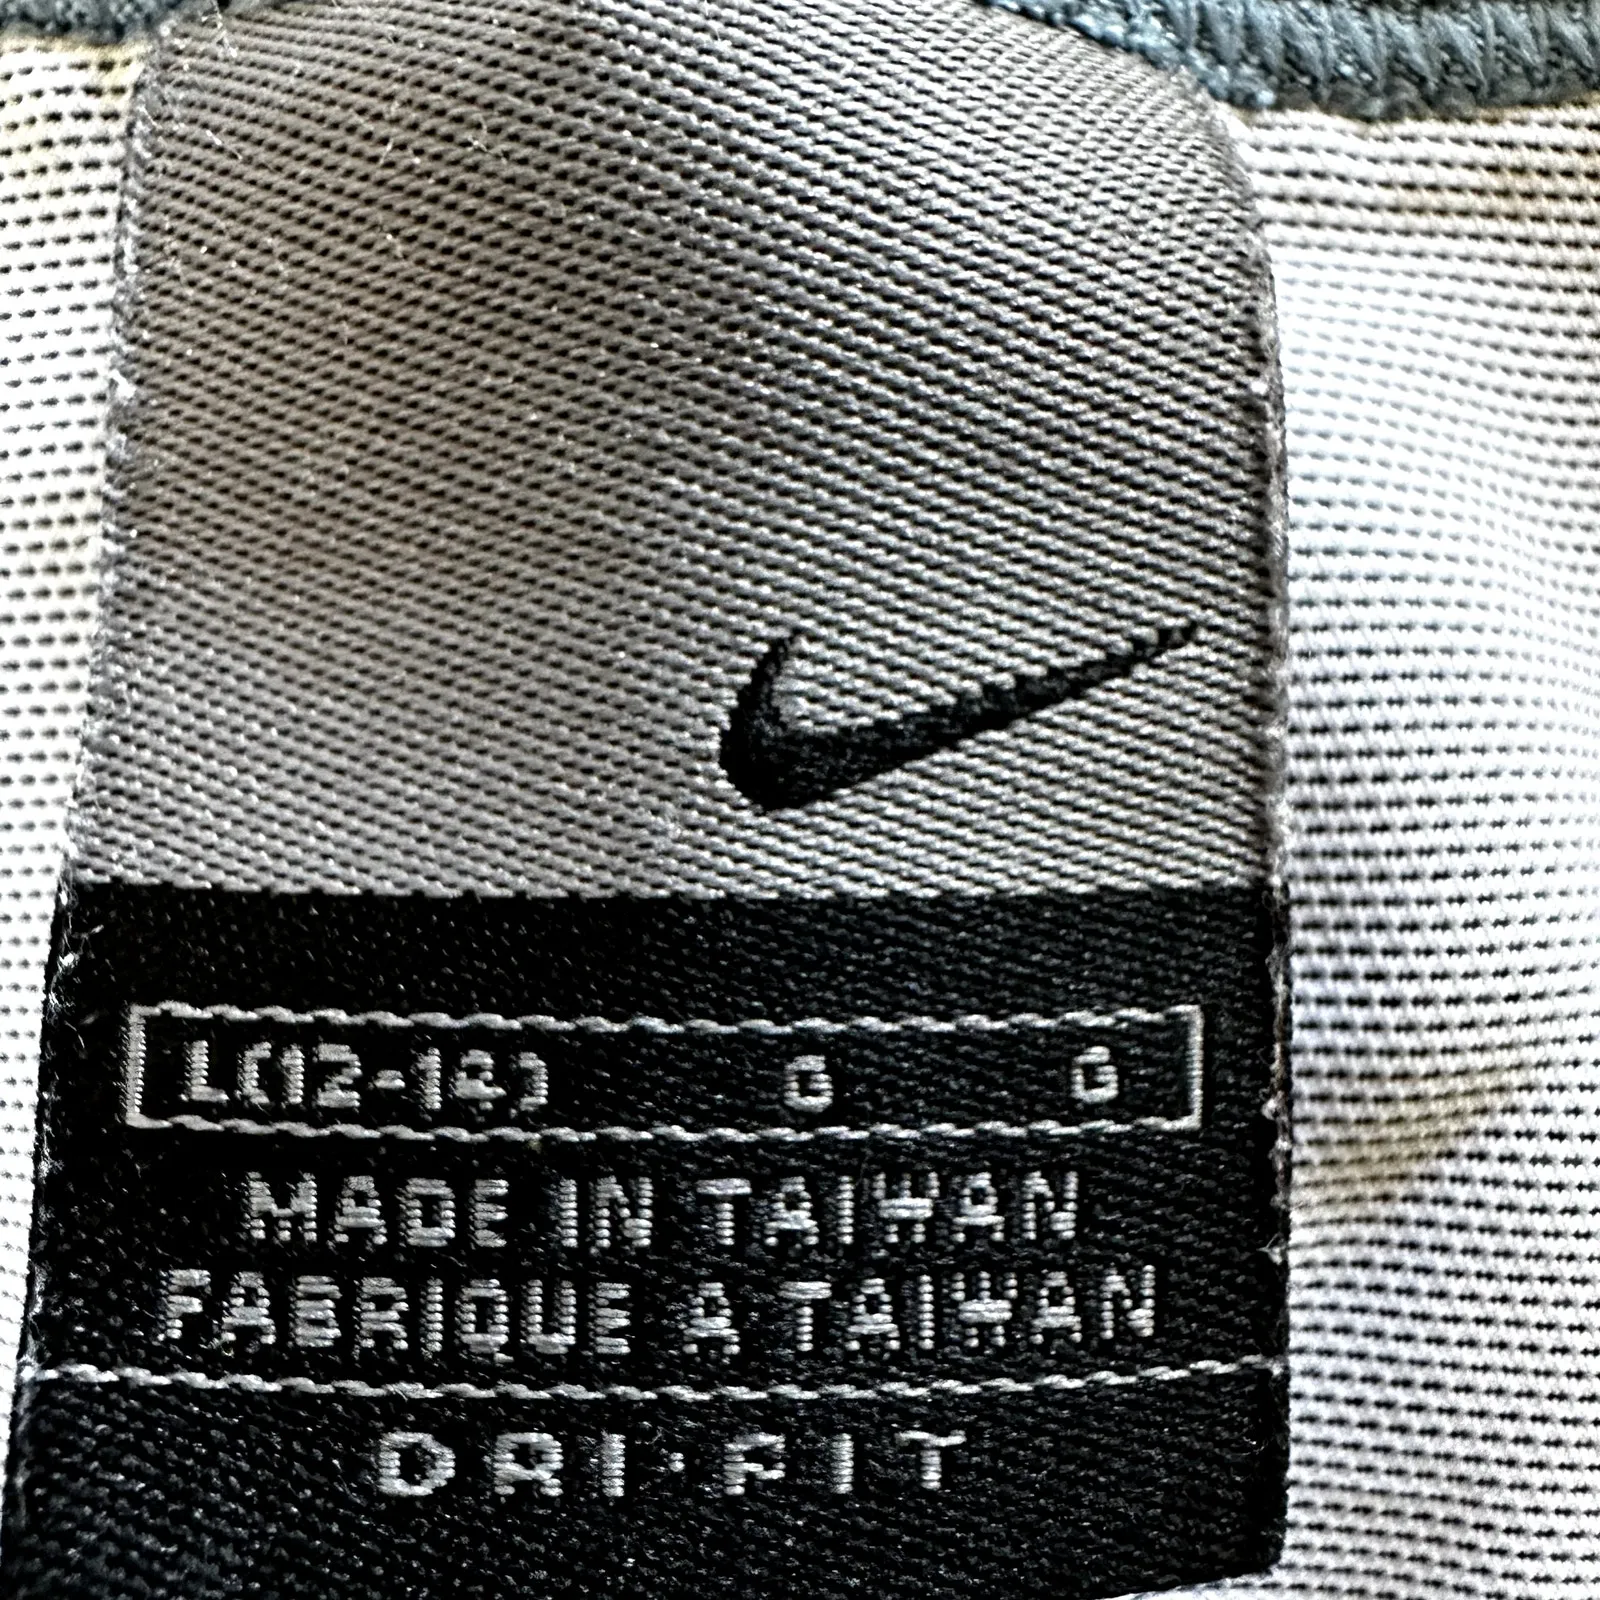 L(12-14) G G
MADE IN TAIWAN
FABRIQUE A TAIWAN
DRI·FIT